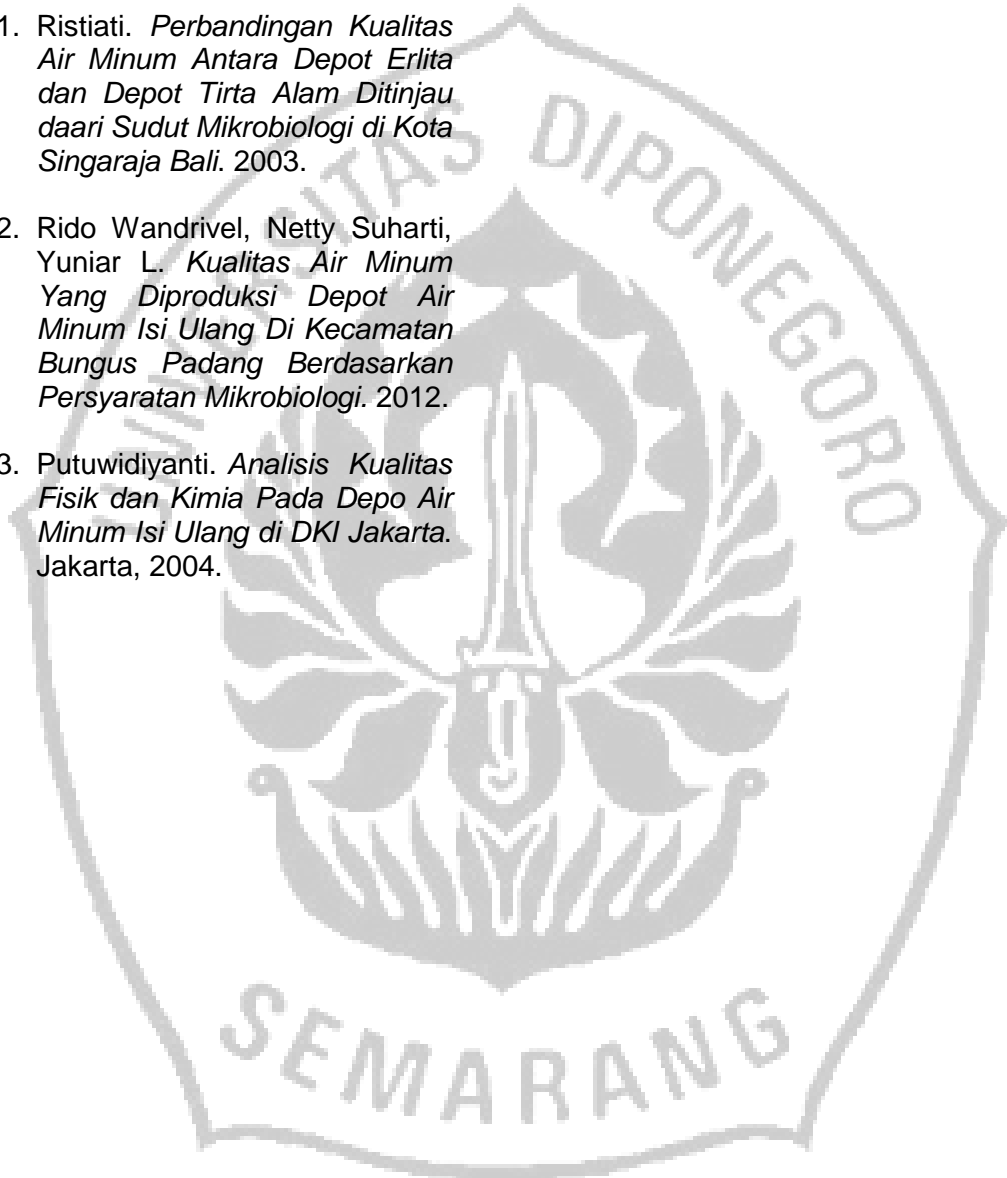 1. Ristiati. Perbandingan Kualitas
Air Minum Antara Depot Erlita
dan Depot Tirta Alam Ditinjau
daari Sudut Mikrobiologi di Kota
Singaraja Bali. 2003.
2. Rido Wandrivel, Netty Suharti,
Yuniar L. Kualitas Air Minum
Yang Diproduksi Depot Air
Minum Isi Ulang Di Kecamatan
Bungus Padang Berdasarkan
Persyaratan Mikrobiologi. 2012.
3. Putuwidiyanti. Analisis Kualitas
Fisik dan Kimia Pada Depo Air
Minum Isi Ulang di DKI Jakarta.
Jakarta, 2004.
UNIVERSITAS DIPONEGORO
SEMARANG